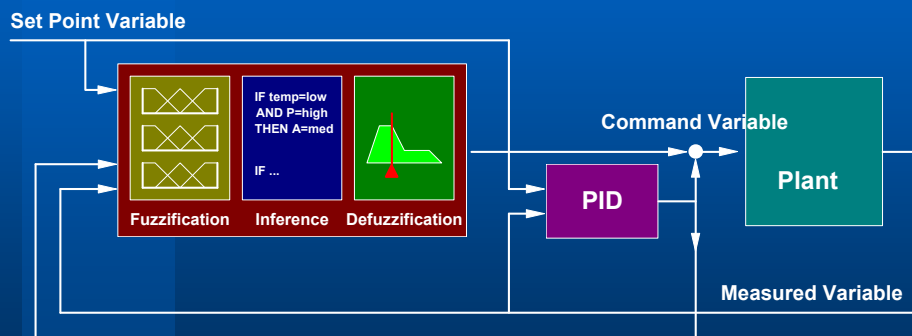 Set Point Variable
IF temp=low
AND P=high
THEN A=med
IF ...
Fuzzification
Inference
Defuzzification
Command Variable
PID
Plant
Measured Variable